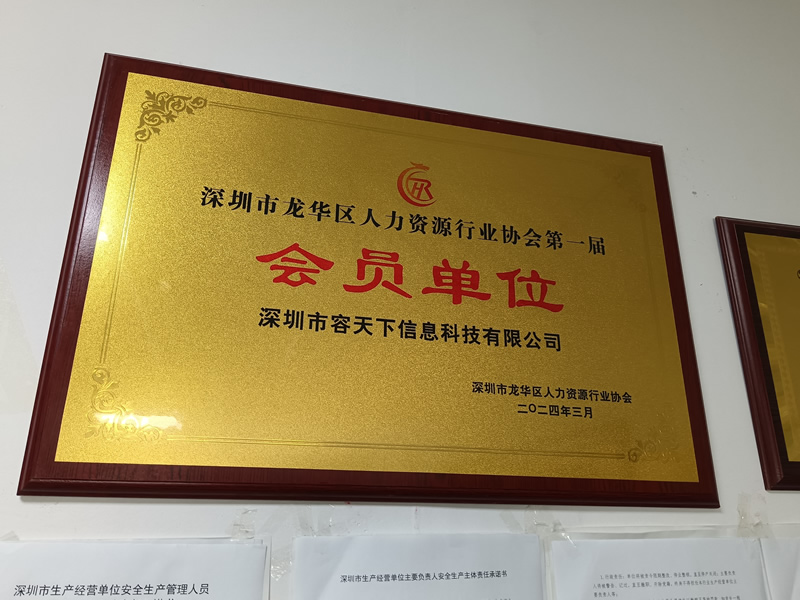 深圳市龙华区人力资源行业协会第一届
会员单位
深圳市容天下信息科技有限公司
深圳市龙华区人力资源行业协会
二〇二四年三月
深圳市生产经营单位安全生产管理人员
深圳市生产经营单位主要负责人安全生产主体责任承诺书